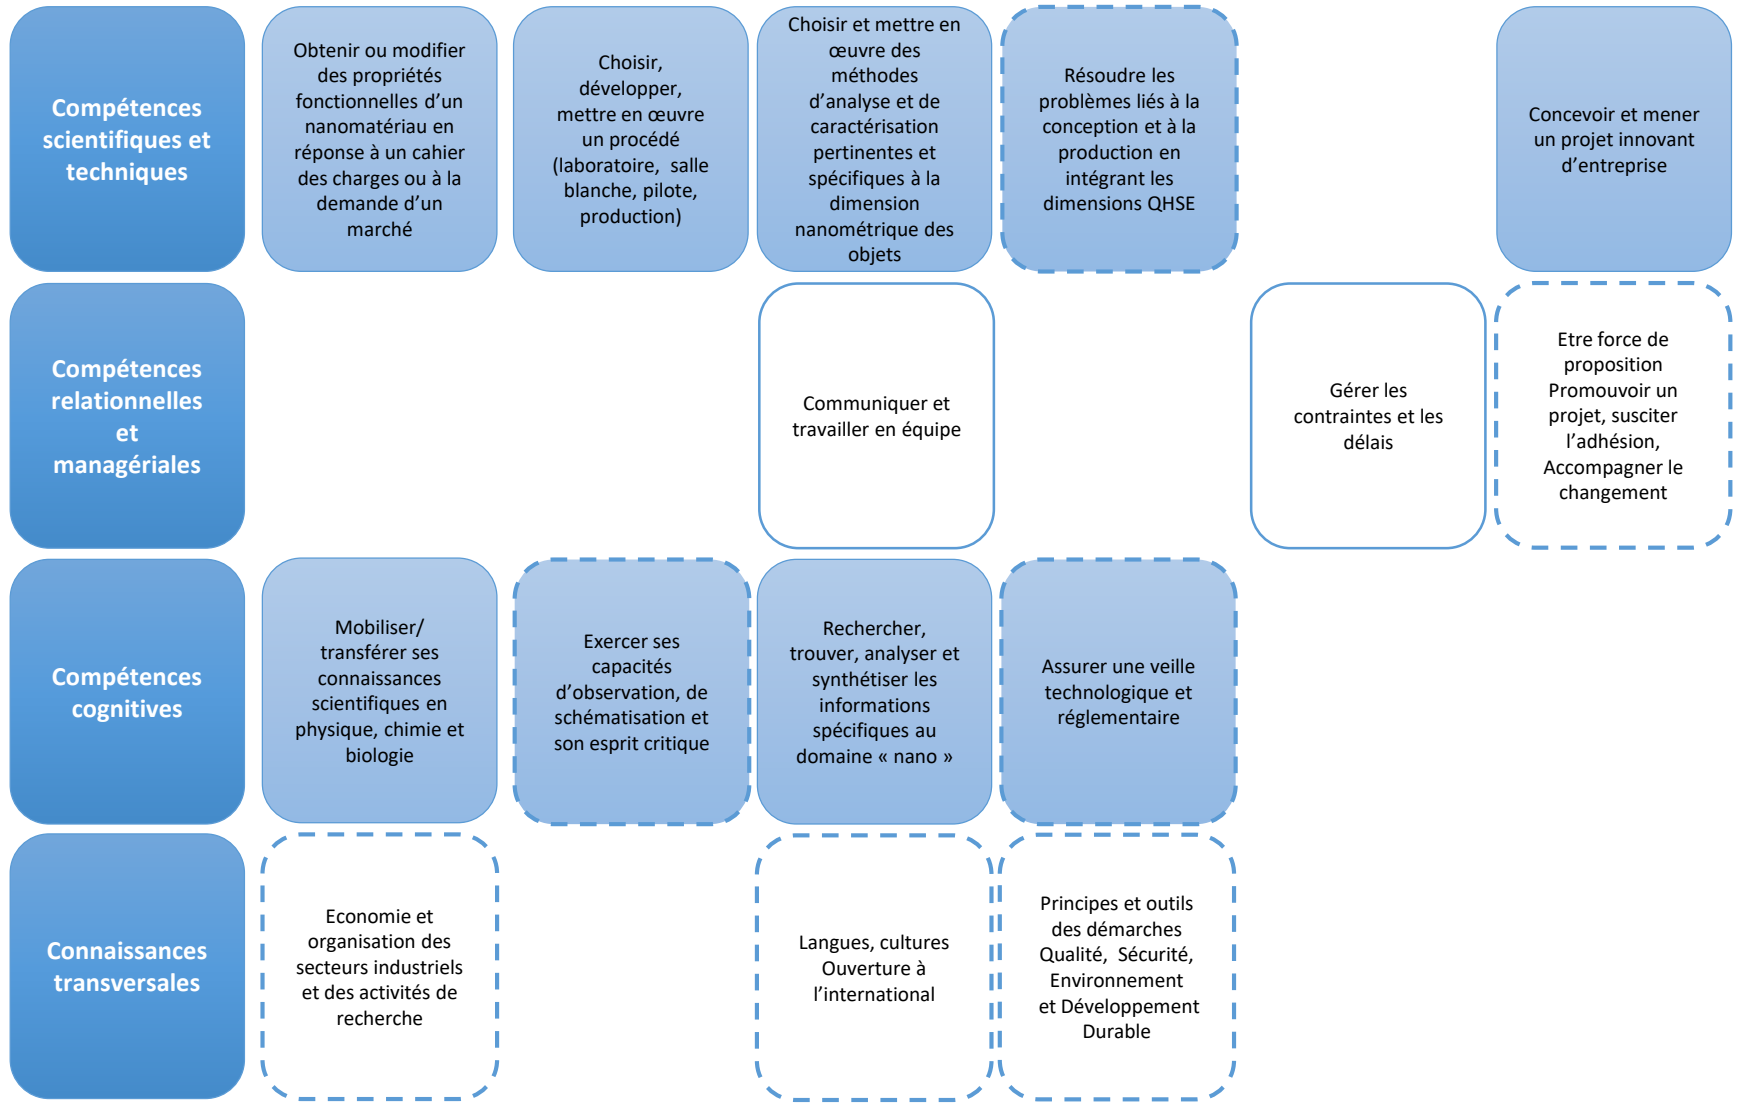 Compétences
scientifiques et
techniques
Obtenir ou modifier
des propriétés
fonctionnelles d’un
nanomatériau en
réponse à un cahier
des charges ou à la
demande d’un
marché
Choisir,
développer,
mettre en œuvre
un procédé
(laboratoire, salle
blanche, pilote,
production)
Choisir et mettre en
œuvre des
méthodes
d’analyse et de
caractérisation
pertinentes et
spécifiques à la
dimension
nanométrique des
objets
Résoudre les
problèmes liés à la
conception et à la
production en
intégrant les
dimensions QHSE
Concevoir et mener
un projet innovant
d’entreprise
Compétences
relationnelles
et
managériales
Communiquer et
travailler en équipe
Gérer les
contraintes et les
délais
Etre force de
proposition
Promouvoir un
projet, susciter
l’adhésion,
Accompagner le
changement
Compétences
cognitives
Mobiliser/
transférer ses
connaissances
scientifiques en
physique, chimie et
biologie
Exercer ses
capacités
d’observation, de
schématisation et
son esprit critique
Rechercher,
trouver, analyser et
synthétiser les
informations
spécifiques au
domaine « nano »
Assurer une veille
technologique et
réglementaire
Connaissances
transversales
Economie et
organisation des
secteurs industriels
et des activités de
recherche
Langues, cultures
Ouverture à
l’international
Principes et outils
des démarches
Qualité, Sécurité,
Environnement
et Développement
Durable